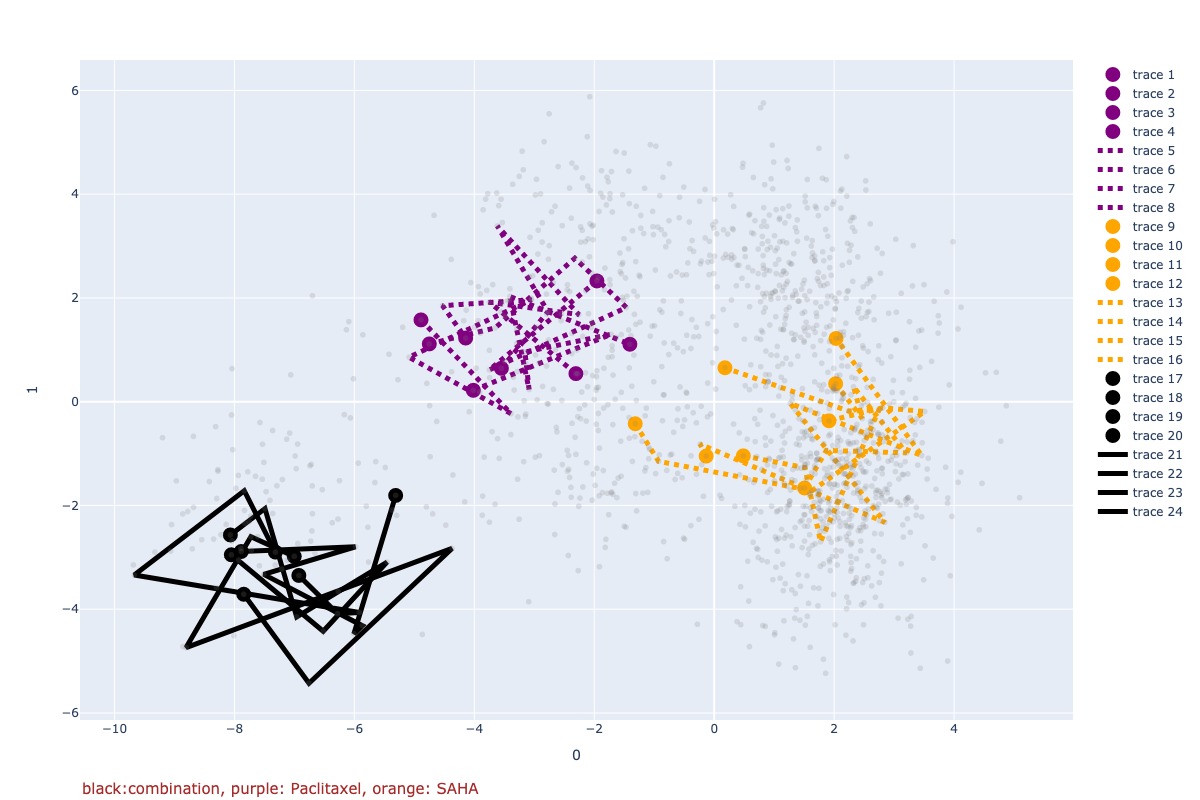 6
4
2
0
−2
−4
−6
1
−10
−8
−6
−4
−2
0
2
4
0
trace 1
trace 2
trace 3
trace 4
trace 5
trace 6
trace 7
trace 8
trace 9
trace 10
trace 11
trace 12
trace 13
trace 14
trace 15
trace 16
trace 17
trace 18
trace 19
trace 20
trace 21
trace 22
trace 23
trace 24
black:combination, purple: Paclitaxel, orange: SAHA